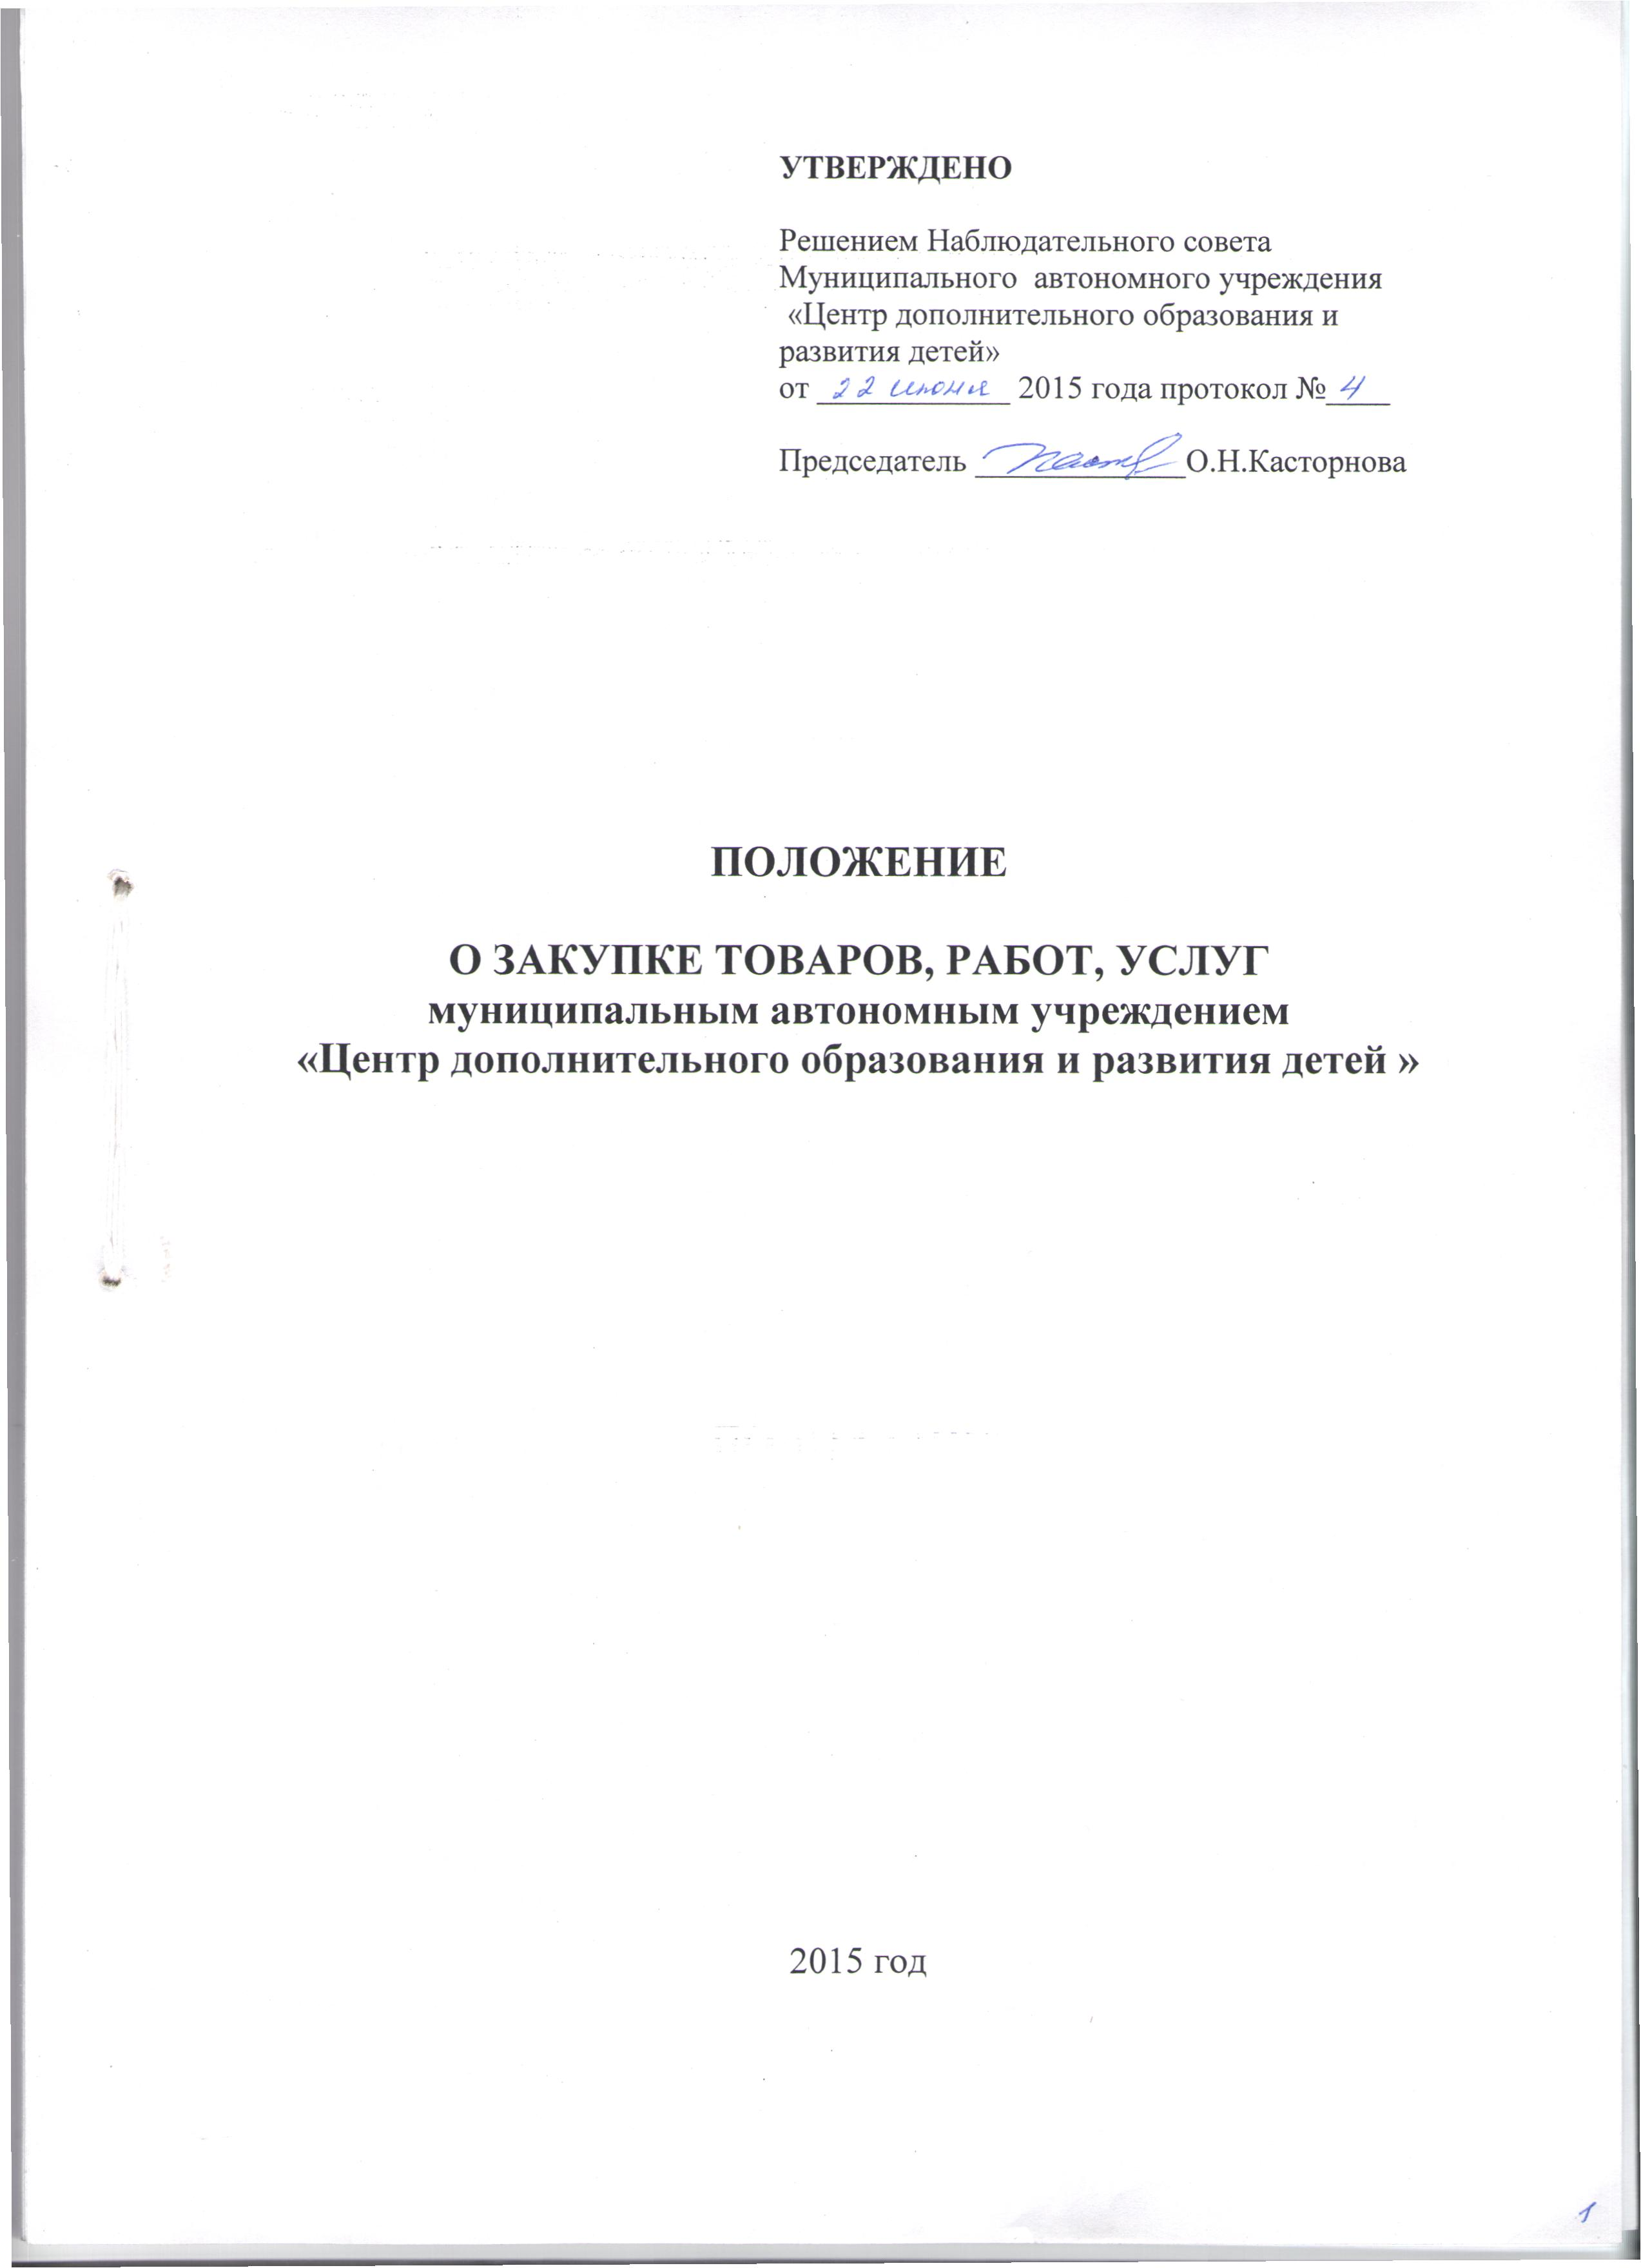 УТВЕРЖДЕНО
Решением Наблюдательного совета
Муниципального автономного учреждения
«Центр дополнительного образования и
развития детей»
от 22 июня 2015 года протокол № 4
Председатель О.Н.Касторнова
ПОЛОЖЕНИЕ
О ЗАКУПКЕ ТОВАРОВ, РАБОТ, УСЛУГ
муниципальным автономным учреждением
«Центр дополнительного образования и развития детей »
2015 год
1